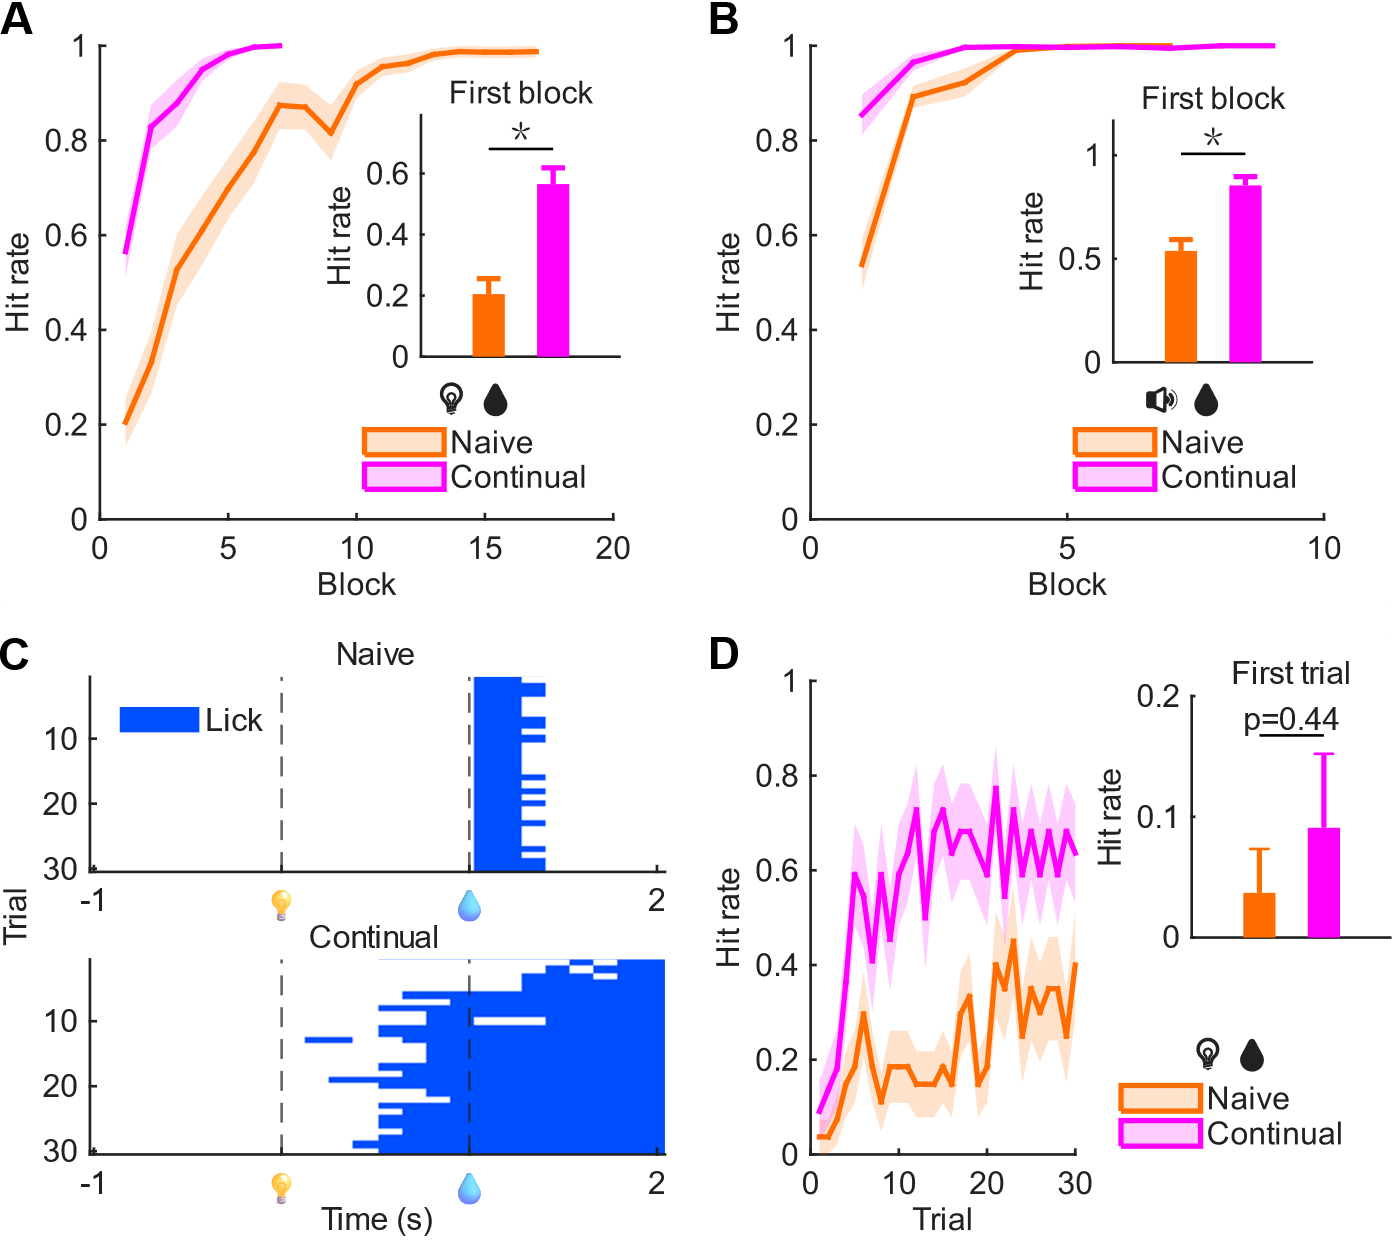 A
1
0.8
0.6
0.4
0.2
0
Hit rate
0
5
10
15
20
Block
First block
*
0.6
0.4
0.2
0
Hit rate
Naive
Continual
B
1
0.8
0.6
0.4
0.2
0
Hit rate
0
5
10
Block
First block
*
1
0.5
0
Hit rate
Naive
Continual
C
Naive
Lick
10
20
30
-1
2
Trial
Continual
10
20
30
-1
2
Time (s)
D
1
0.8
0.6
0.4
0.2
0
Hit rate
0
10
20
30
Trial
First trial
p=0.44
0.2
0.1
0
Hit rate
Naive
Continual